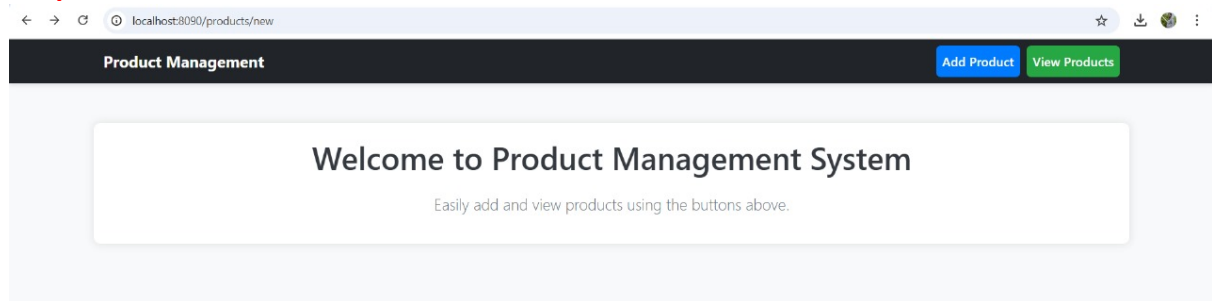 localhost:8090/products/new
Product Management
Add Product
View Products
Welcome to Product Management System
Easily add and view products using the buttons above.